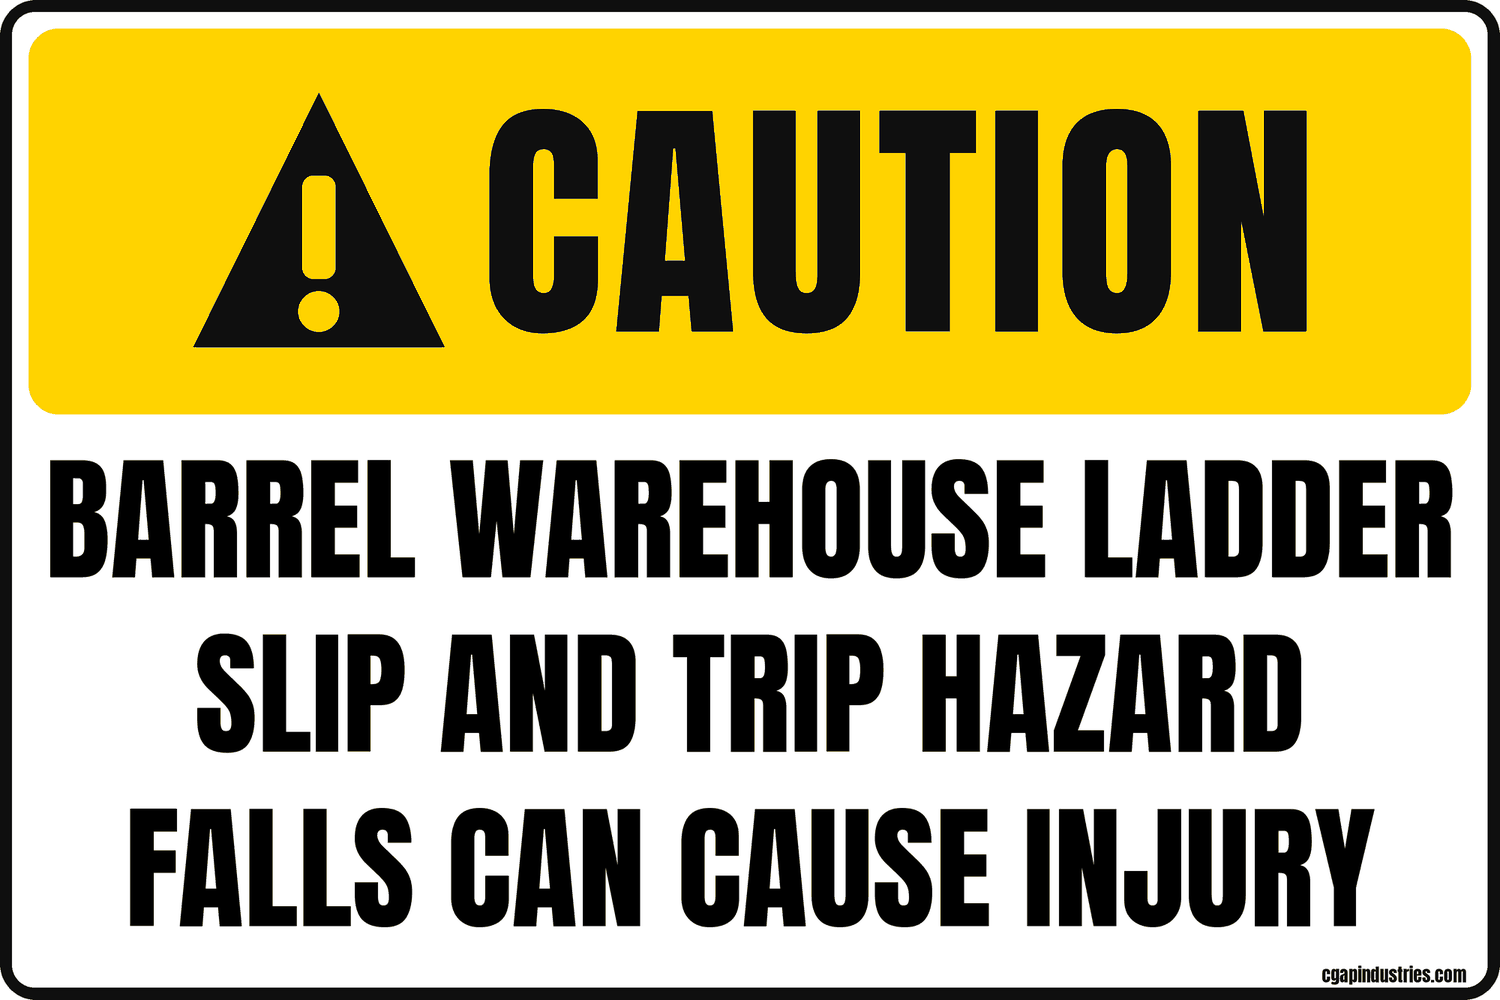 CAUTION
BARREL WAREHOUSE LADDER
SLIP AND TRIP HAZARD
FALLS CAN CAUSE INJURY
cgapindustries.com